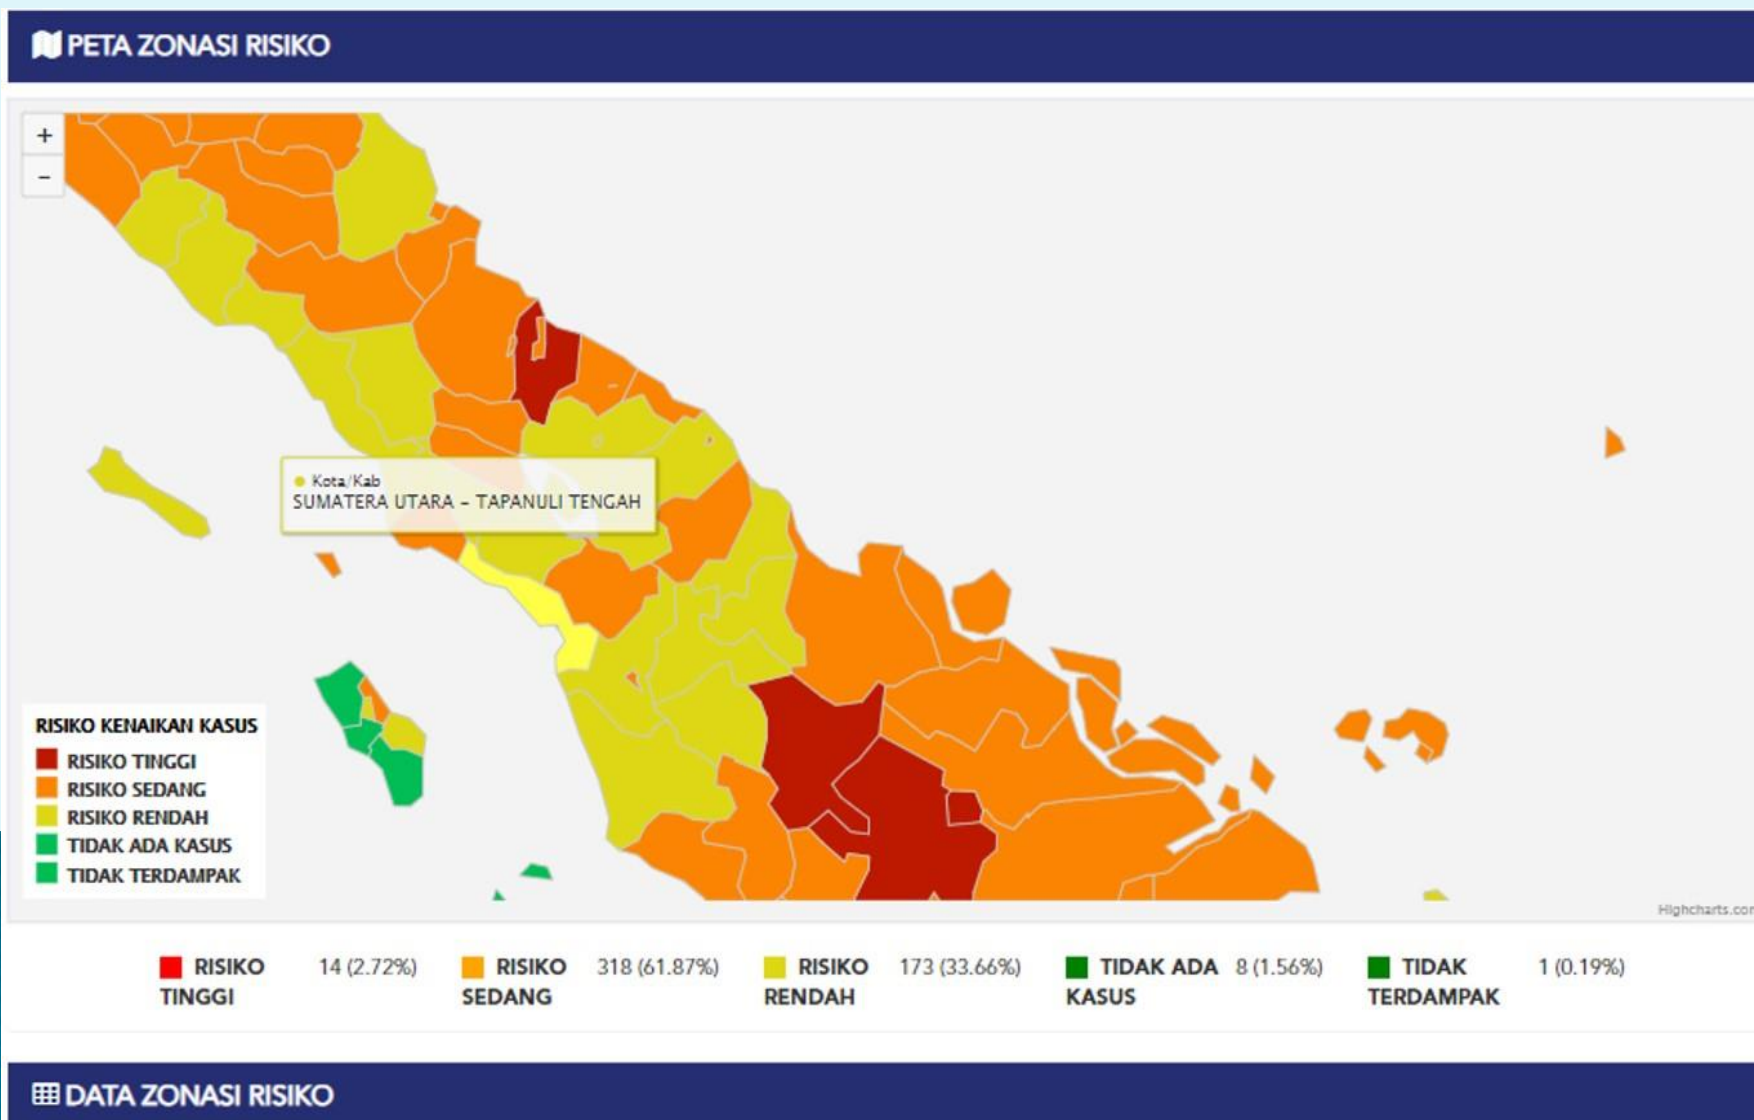 PETA ZONASI RISIKO
+
−
Kota/Kab
SUMATERA UTARA – TAPANULI TENGAH
RISIKO KENAIKAN KASUS
RISIKO TINGGI
RISIKO SEDANG
RISIKO RENDAH
TIDAK ADA KASUS
TIDAK TERDAMPAK
Highcharts.com
RISIKO TINGGI 14 (2.72%)
RISIKO SEDANG 318 (61.87%)
RISIKO RENDAH 173 (33.66%)
TIDAK ADA KASUS 8 (1.56%)
TIDAK TERDAMPAK 1 (0.19%)
DATA ZONASI RISIKO